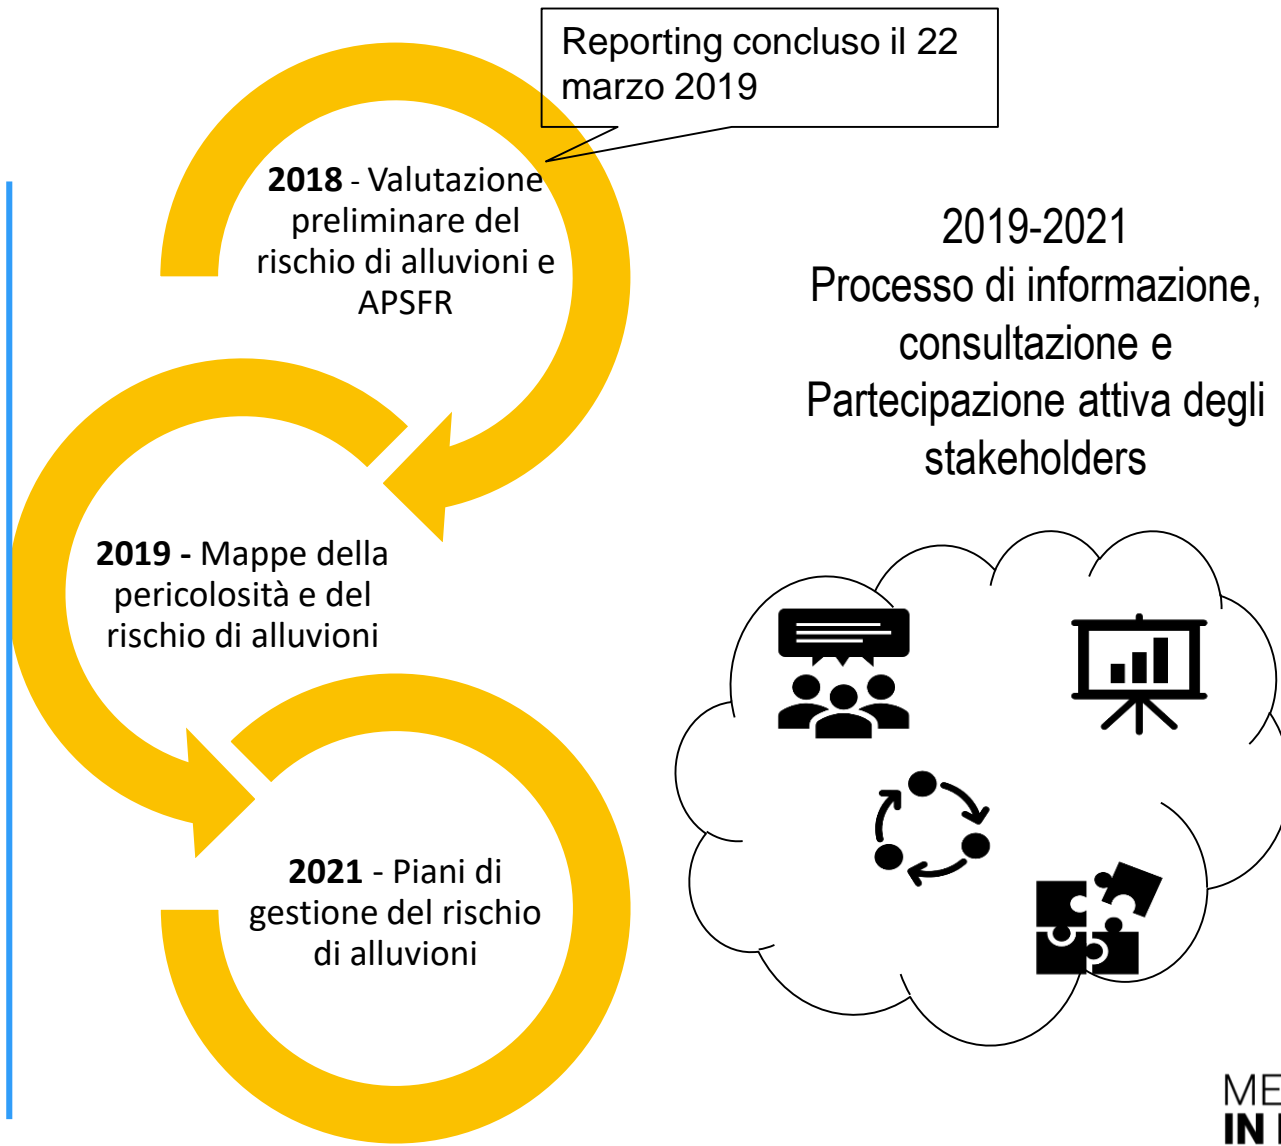 Reporting concluso il 22
marzo 2019
2018 - Valutazione
preliminare del
rischio di alluvioni e
APSFR
2019-2021
Processo di informazione,
consultazione e
Partecipazione attiva degli
stakeholders
2019 - Mappe della
pericolosità e del
rischio di alluvioni
2021 - Piani di
gestione del rischio
di alluvioni
IN